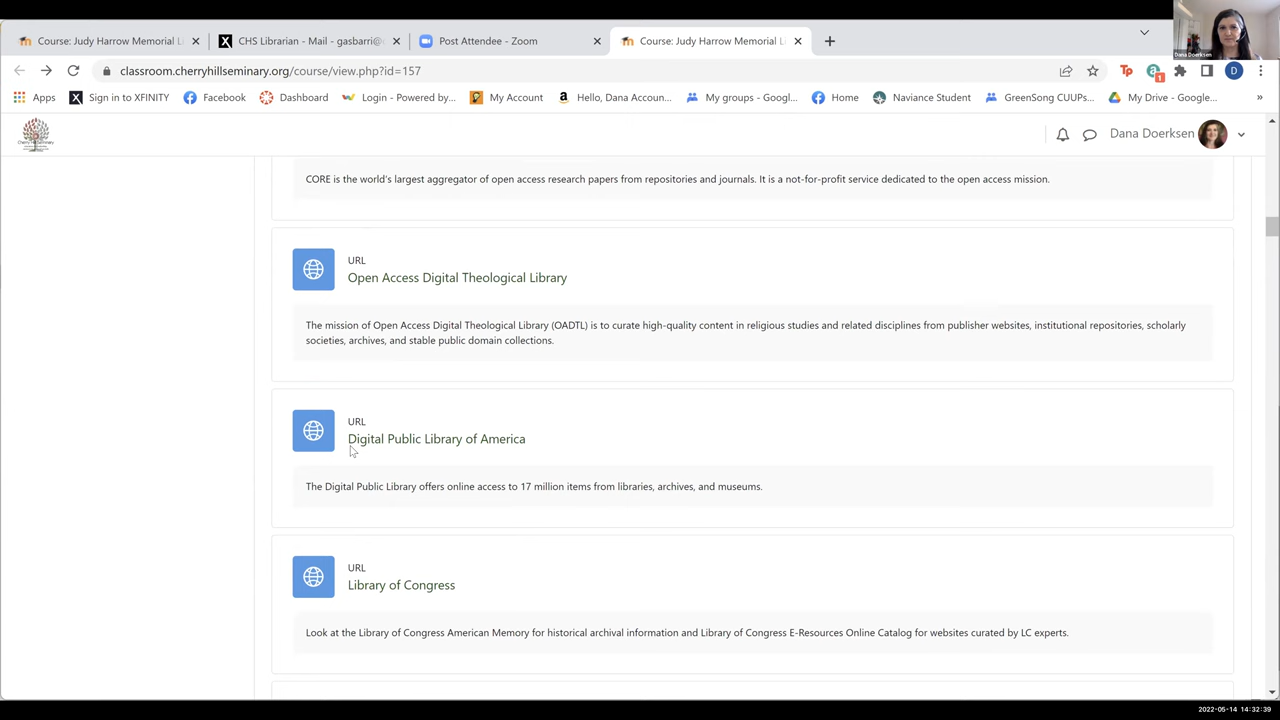 Course: Judy Harrow Memorial L
CHS Librarian - Mail - gasbarri@
Post Attendee - Zo
Course: Judy Harrow Memorial L
Dana Doerksen
classroom.cherryhillseminary.org/course/view.php?id=157
Apps
Sign in to XFINITY
Facebook
Dashboard
Login - Powered by...
My Account
Hello, Dana Accoun...
My groups - Googl...
Home
Naviance Student
GreenSong CUUPs...
My Drive - Google...
»
Dana Doerksen
CORE is the world's largest aggregator of open access research papers from repositories and journals. It is a not-for-profit service dedicated to the open access mission.
URL
Open Access Digital Theological Library
The mission of Open Access Digital Theological Library (OADTL) is to curate high-quality content in religious studies and related disciplines from publisher websites, institutional repositories, scholarly
societies, archives, and stable public domain collections.
URL
Digital Public Library of America
The Digital Public Library offers online access to 17 million items from libraries, archives, and museums.
URL
Library of Congress
Look at the Library of Congress American Memory for historical archival information and Library of Congress E-Resources Online Catalog for websites curated by LC experts.
2022-05-14 14:32:39